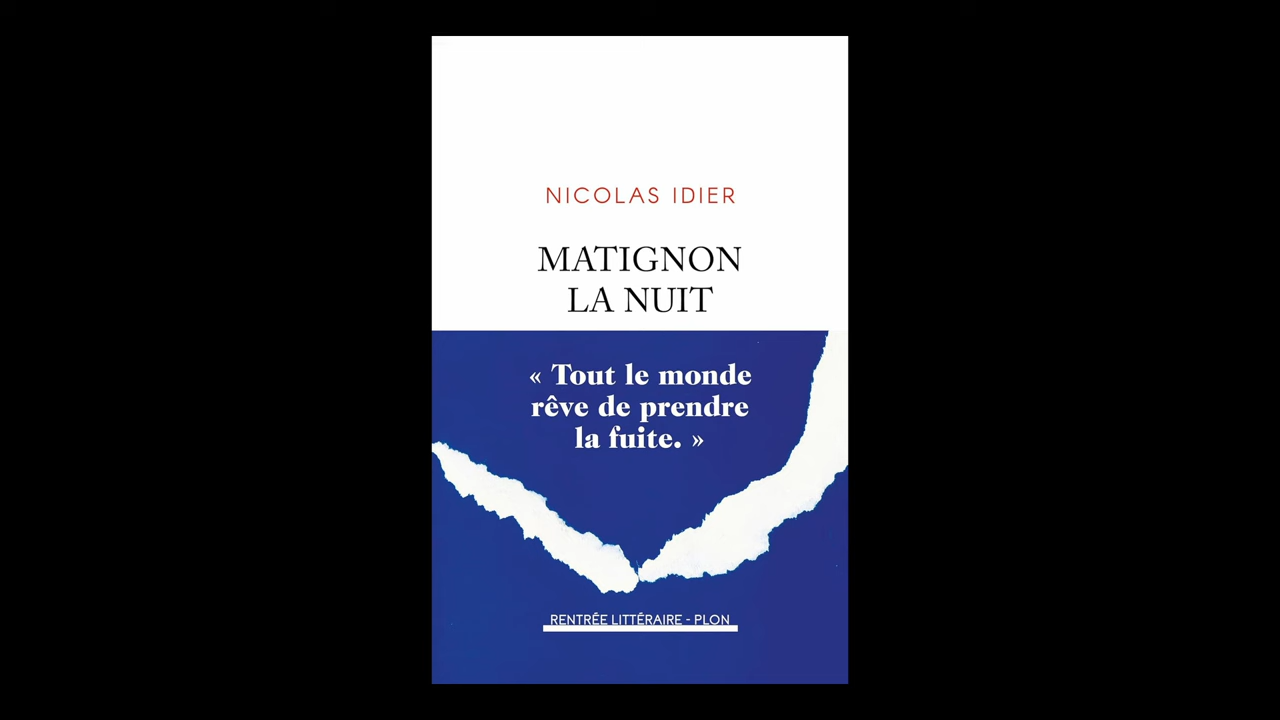 NICOLAS IDIER
MATIGNON
LA NUIT
« Tout le monde
rêve de prendre
la fuite. »
RENTRÉE LITTÉRAIRE - PLON